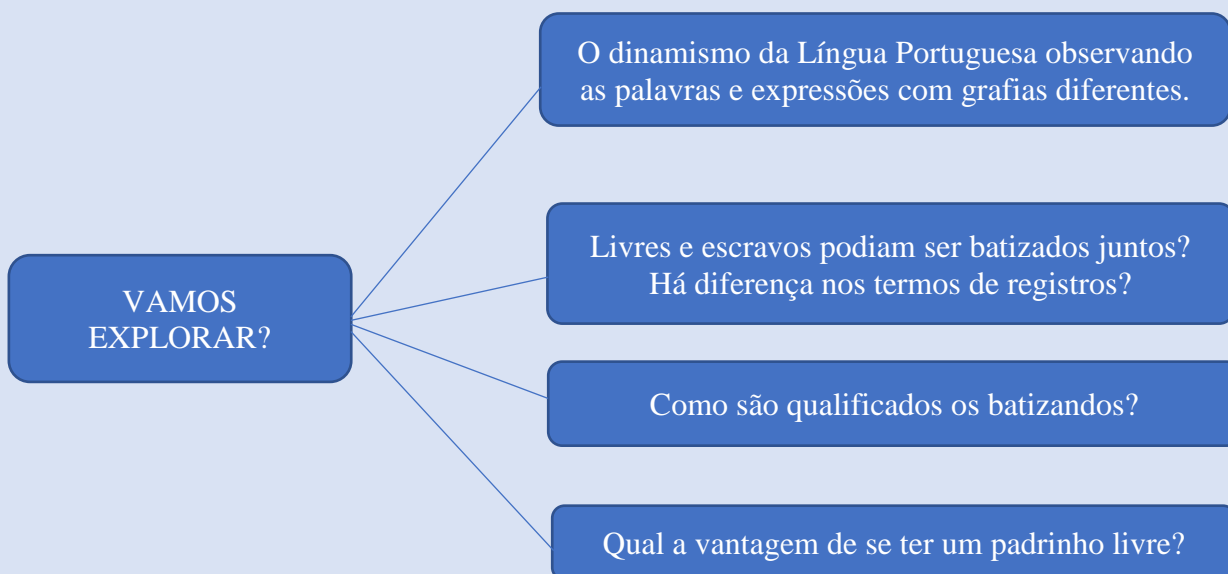 O dinamismo da Língua Portuguesa observando
as palavras e expressões com grafias diferentes.
Livres e escravos podiam ser batizados juntos?
Há diferença nos termos de registros?
VAMOS
EXPLORAR?
Como são qualificados os batizandos?
Qual a vantagem de se ter um padrinho livre?